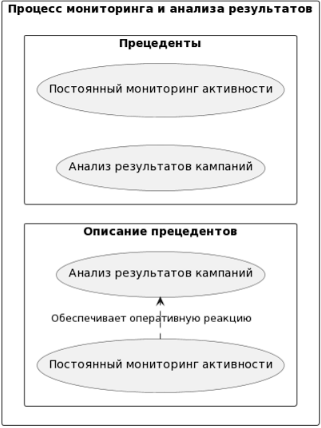 Процесс мониторинга и анализа результатов
Прецеденты
Постоянный мониторинг активности
Анализ результатов кампаний
Описание прецедентов
Анализ результатов кампаний
Обеспечивает оперативную реакцию
Постоянный мониторинг активности